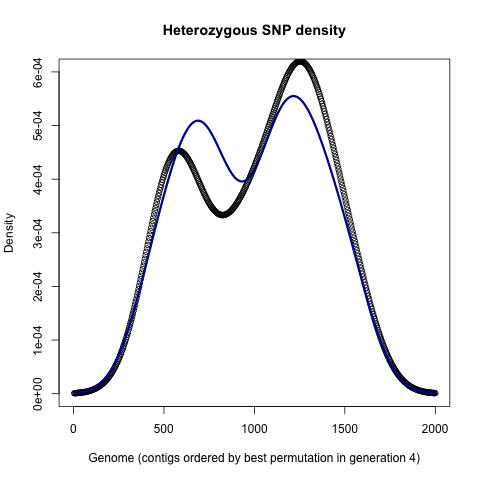 Heterozygous SNP density
6e-04
5e-04
4e-04
3e-04
2e-04
1e-04
0e+00
Density
0 500 1000 1500 2000
Genome (contigs ordered by best permutation in generation 4)